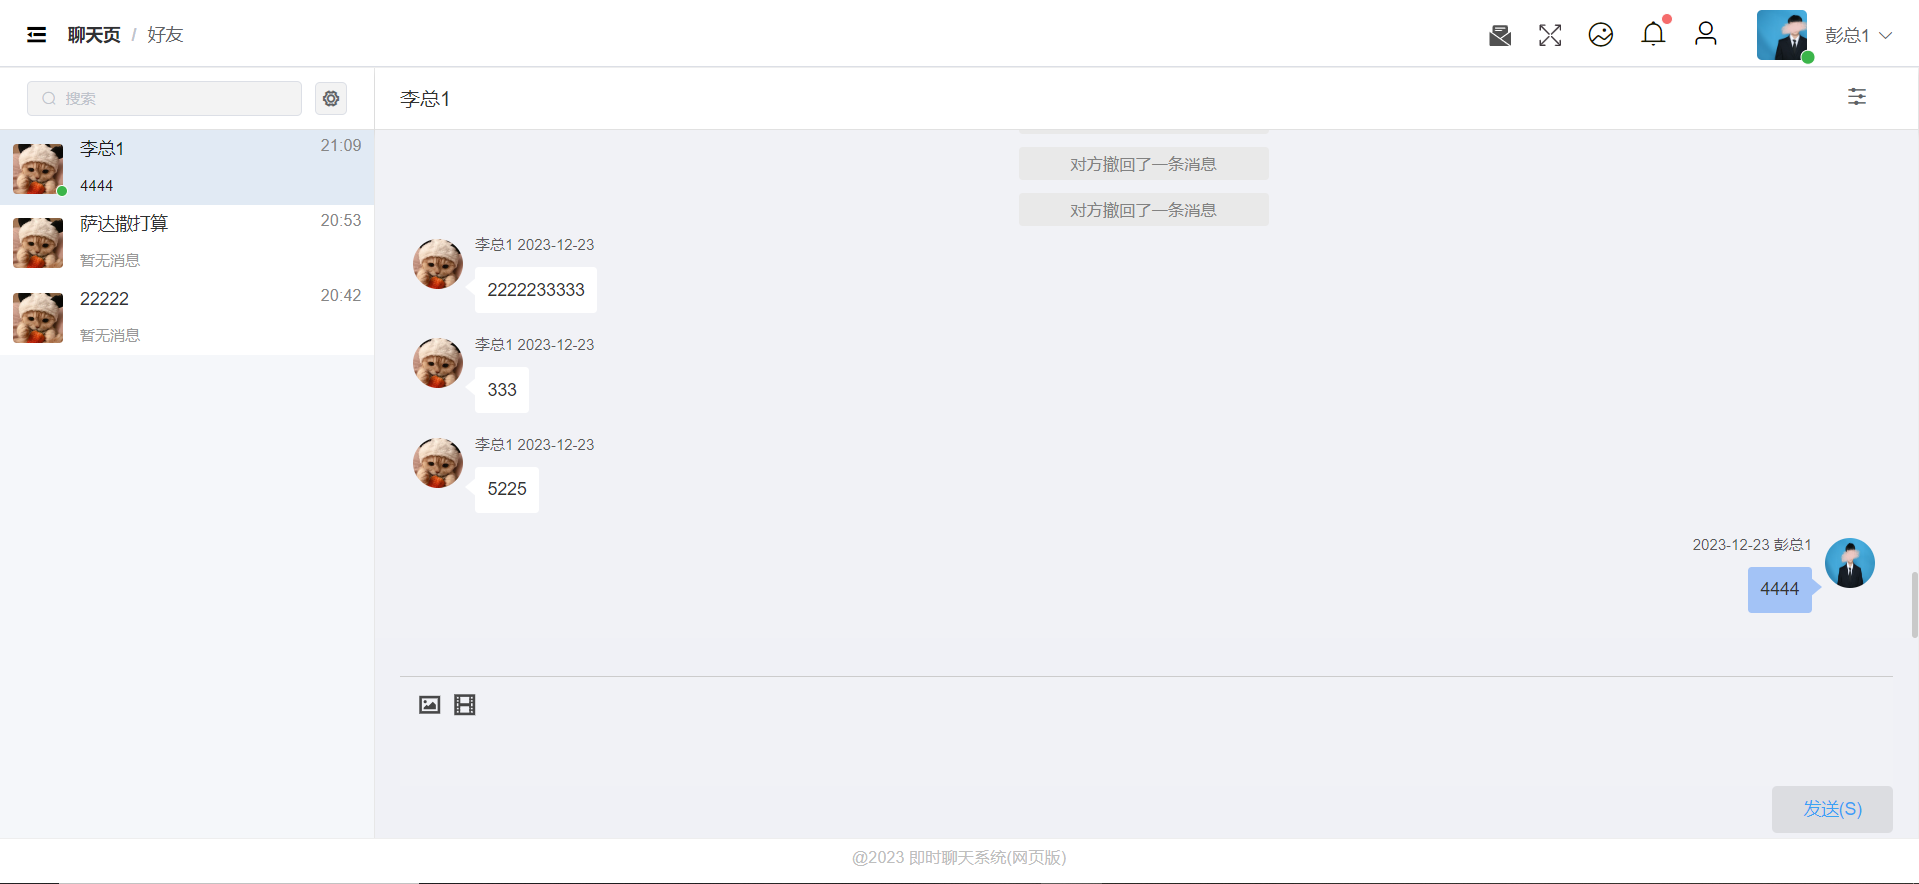 聊天页 / 好友
彭总1
搜索
李总1
21:09
4444
萨达撒打算
20:53
暂无消息
22222
20:42
暂无消息
李总1
对方撤回了一条消息
对方撤回了一条消息
李总1 2023-12-23
2222233333
李总1 2023-12-23
333
李总1 2023-12-23
5225
2023-12-23 彭总1
4444
发送(S)
@2023 即时聊天系统(网页版)